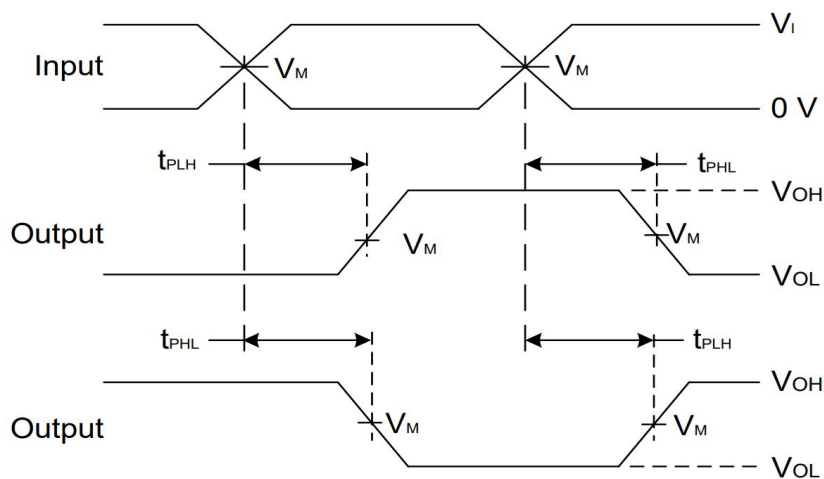 VI
Input VM VM
0 V
tPLH tPHL
VOH
Output VM VM
VOL
tPHL tPLH
VOH
Output VM VM
VOL